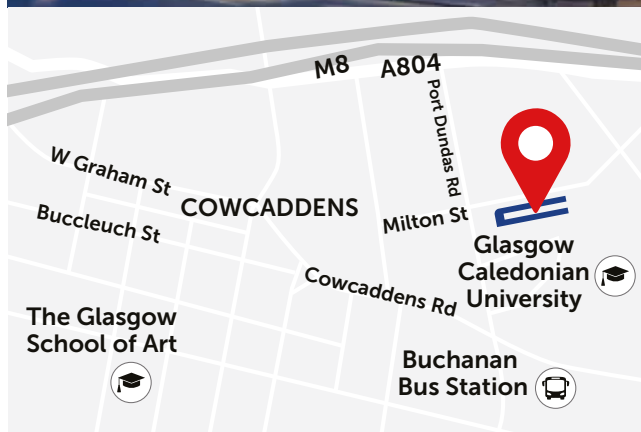 M8
A804
Port Dundas Rd
W Graham St
COWCADDENS
Buccleuch St
Milton St
Glasgow
Caledonian
University
Cowcaddens Rd
The Glasgow
School of Art
Buchanan
Bus Station